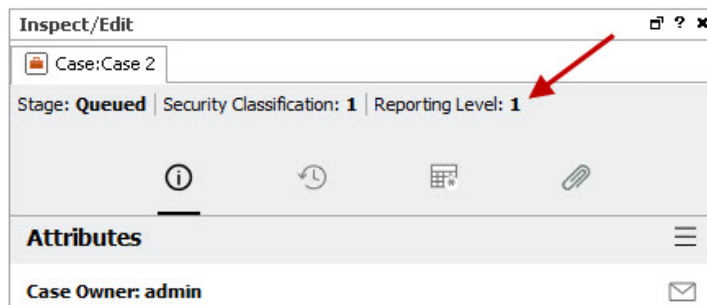 Inspect/Edit
Case:Case 2
Stage: Queued | Security Classification: 1 | Reporting Level: 1
Attributes
Case Owner: admin